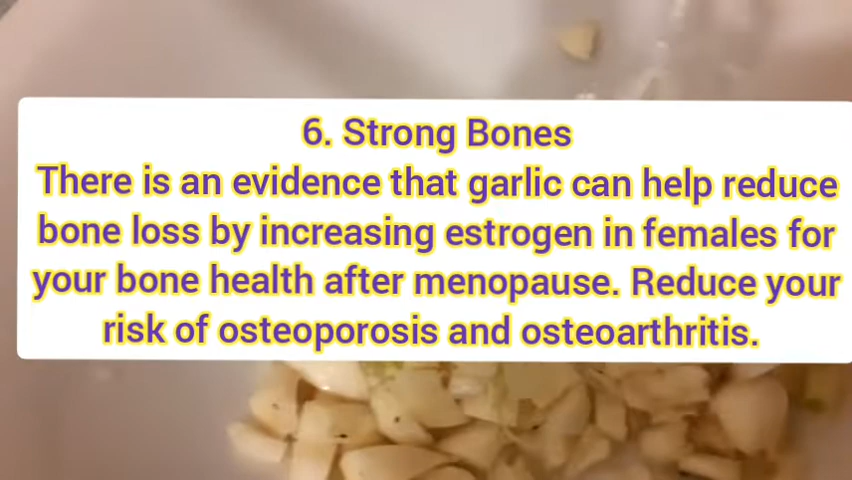 6. Strong Bones
There is an evidence that garlic can help reduce
bone loss by increasing estrogen in females for
your bone health after menopause. Reduce your
risk of osteoporosis and osteoarthritis.